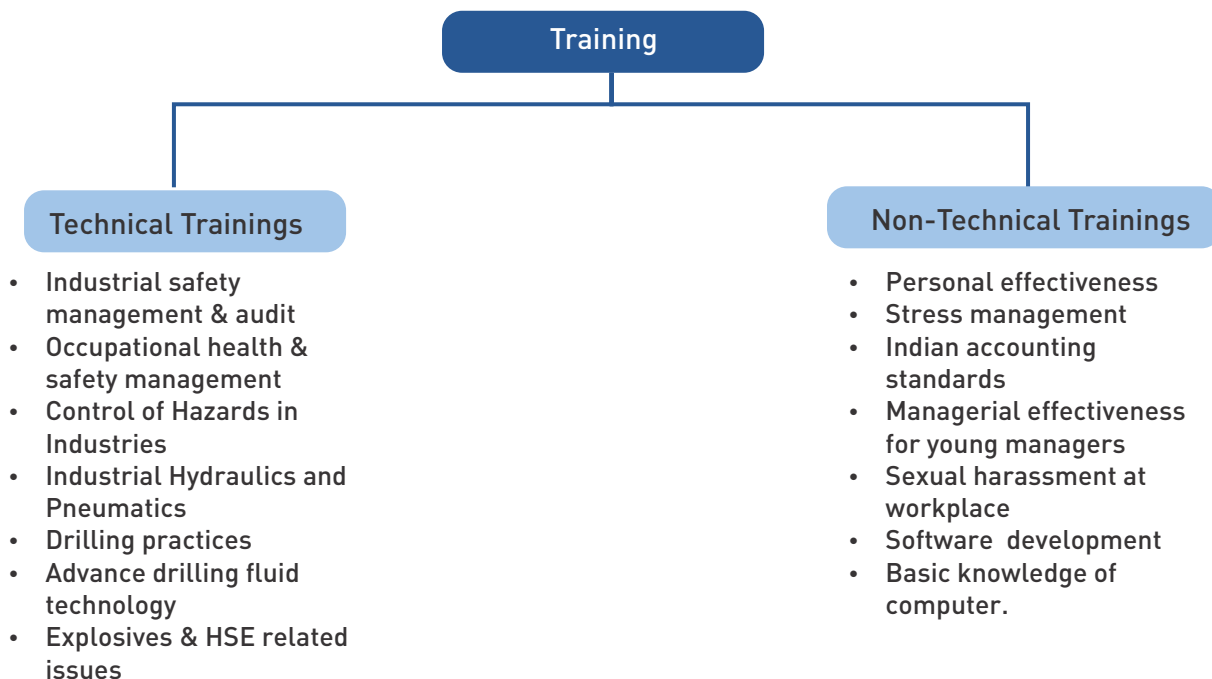 Training
Technical Trainings
• Industrial safety
management & audit
• Occupational health &
safety management
• Control of Hazards in
Industries
• Industrial Hydraulics and
Pneumatics
• Drilling practices
• Advance drilling fluid
technology
• Explosives & HSE related
issues
Non-Technical Trainings
• Personal effectiveness
• Stress management
• Indian accounting
standards
• Managerial effectiveness
for young managers
• Sexual harassment at
workplace
• Software development
• Basic knowledge of
computer.